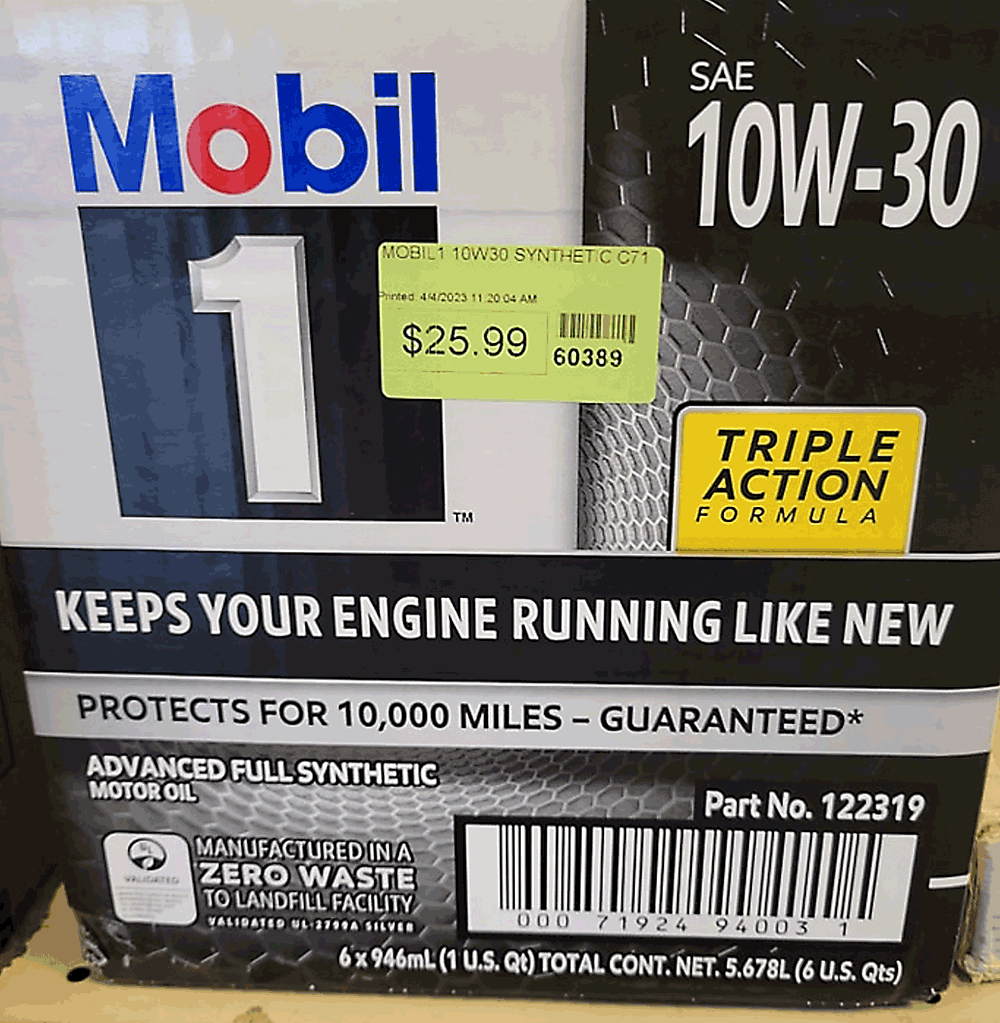 Mobil
1
TM
SAE
10W-30
MOBIL1 10W30 SYNTHETIC C71
Printed: 4/4/2023 11:20:04 AM
$25.99
60389
TRIPLE
ACTION
FORMULA
KEEPS YOUR ENGINE RUNNING LIKE NEW
PROTECTS FOR 10,000 MILES – GUARANTEED*
ADVANCED FULL SYNTHETIC
MOTOR OIL
Part No. 122319
VALIDATED
MANUFACTURED IN A
ZERO WASTE
TO LANDFILL FACILITY
VALIDATED UL 2799A SILVER
000 71924 94003 1
6 x 946mL (1 U.S. Qt) TOTAL CONT. NET. 5.678L (6 U.S. Qts)